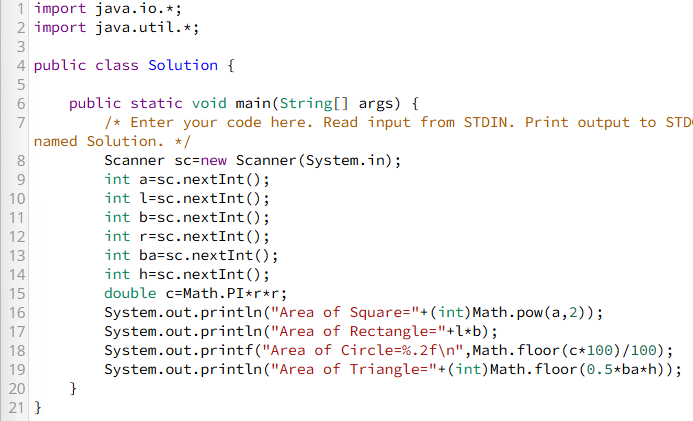 1 import java.io.*;
2 import java.util.*;
3
4 public class Solution {
5
6     public static void main(String[] args) {
7         /* Enter your code here. Read input from STDIN. Print output to
named Solution. */
8         Scanner sc=new Scanner(System.in);
9         int a=sc.nextInt();
10         int l=sc.nextInt();
11         int b=sc.nextInt();
12         int r=sc.nextInt();
13         int ba=sc.nextInt();
14         int h=sc.nextInt();
15         double c=Math.PI*r*r;
16         System.out.println("Area of Square="+(int)Math.pow(a,2));
17         System.out.println("Area of Rectangle="+l*b);
18         System.out.printf("Area of Circle=%.2f\n",Math.floor(c*100)/100);
19         System.out.println("Area of Triangle="+(int)Math.floor(0.5*ba*h));
20     }
21 }